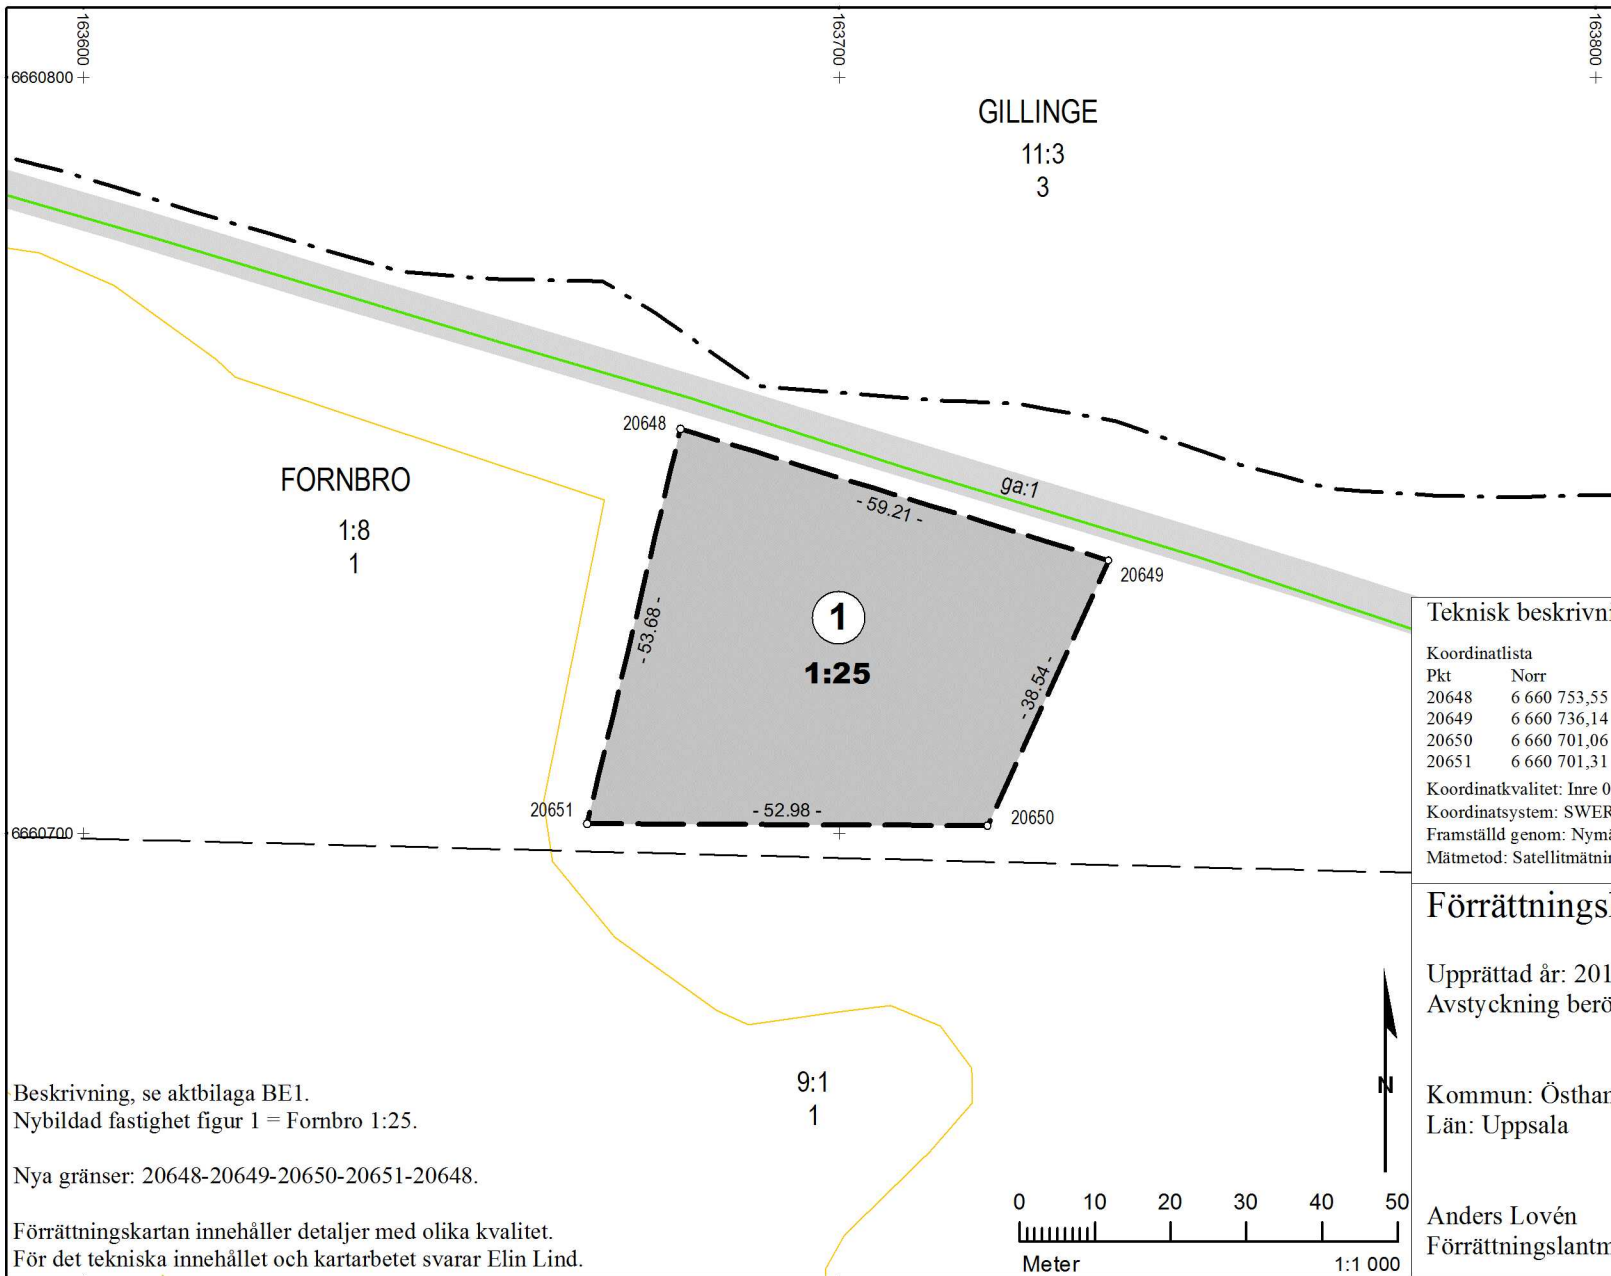 163600
163700
163800
6660800
GILLINGE
11:3
3
20648
FORNBRO
1:8
1
ga:1
- 59.21 -
20649
- 53.68 -
1
1:25
- 38.54 -
20651
- 52.98 -
20650
6660700
9:1
1
Beskrivning, se aktbilaga BE1.
Nybildad fastighet figur 1 = Fornbro 1:25.
Nya gränser: 20648-20649-20650-20651-20648.
Förrättningskartan innehåller detaljer med olika kvalitet.
För det tekniska innehållet och kartarbetet svarar Elin Lind.
N
0 10 20 30 40 50
Meter 1:1 000
Teknisk beskrivni
Koordinatlista
Pkt Norr
20648 6 660 753,55
20649 6 660 736,14
20650 6 660 701,06
20651 6 660 701,31
Koordinatkvalitet: Inre 0
Koordinatsystem: SWER
Framställd genom: Nymä
Mätmetod: Satellitmätnin
Förrättnings
Upprättad år: 201
Avstyckning berö
Kommun: Östhan
Län: Uppsala
Anders Lovén
Förrättningslantm